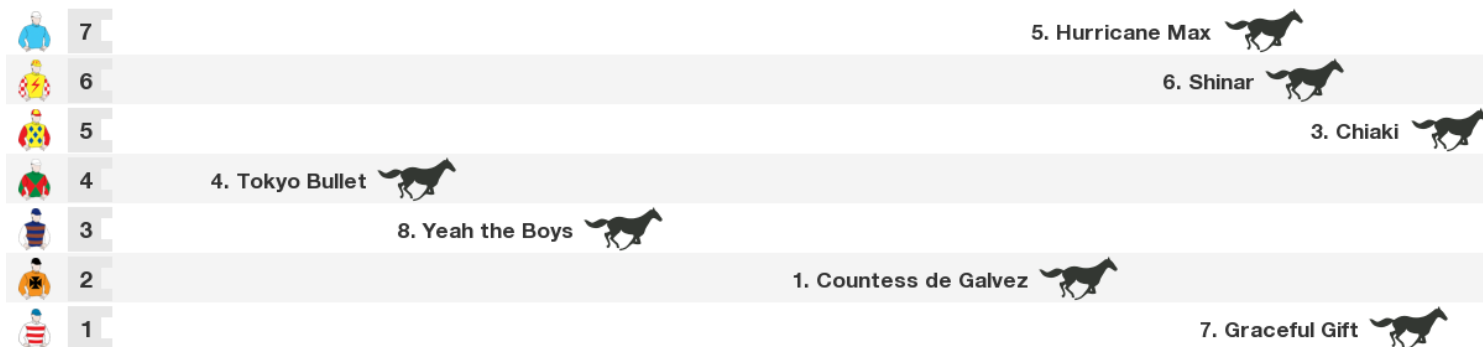 7 5. Hurricane Max
6 6. Shinar
5 3. Chiaki
4 4. Tokyo Bullet
3 8. Yeah the Boys
2 1. Countess de Galvez
1 7. Graceful Gift